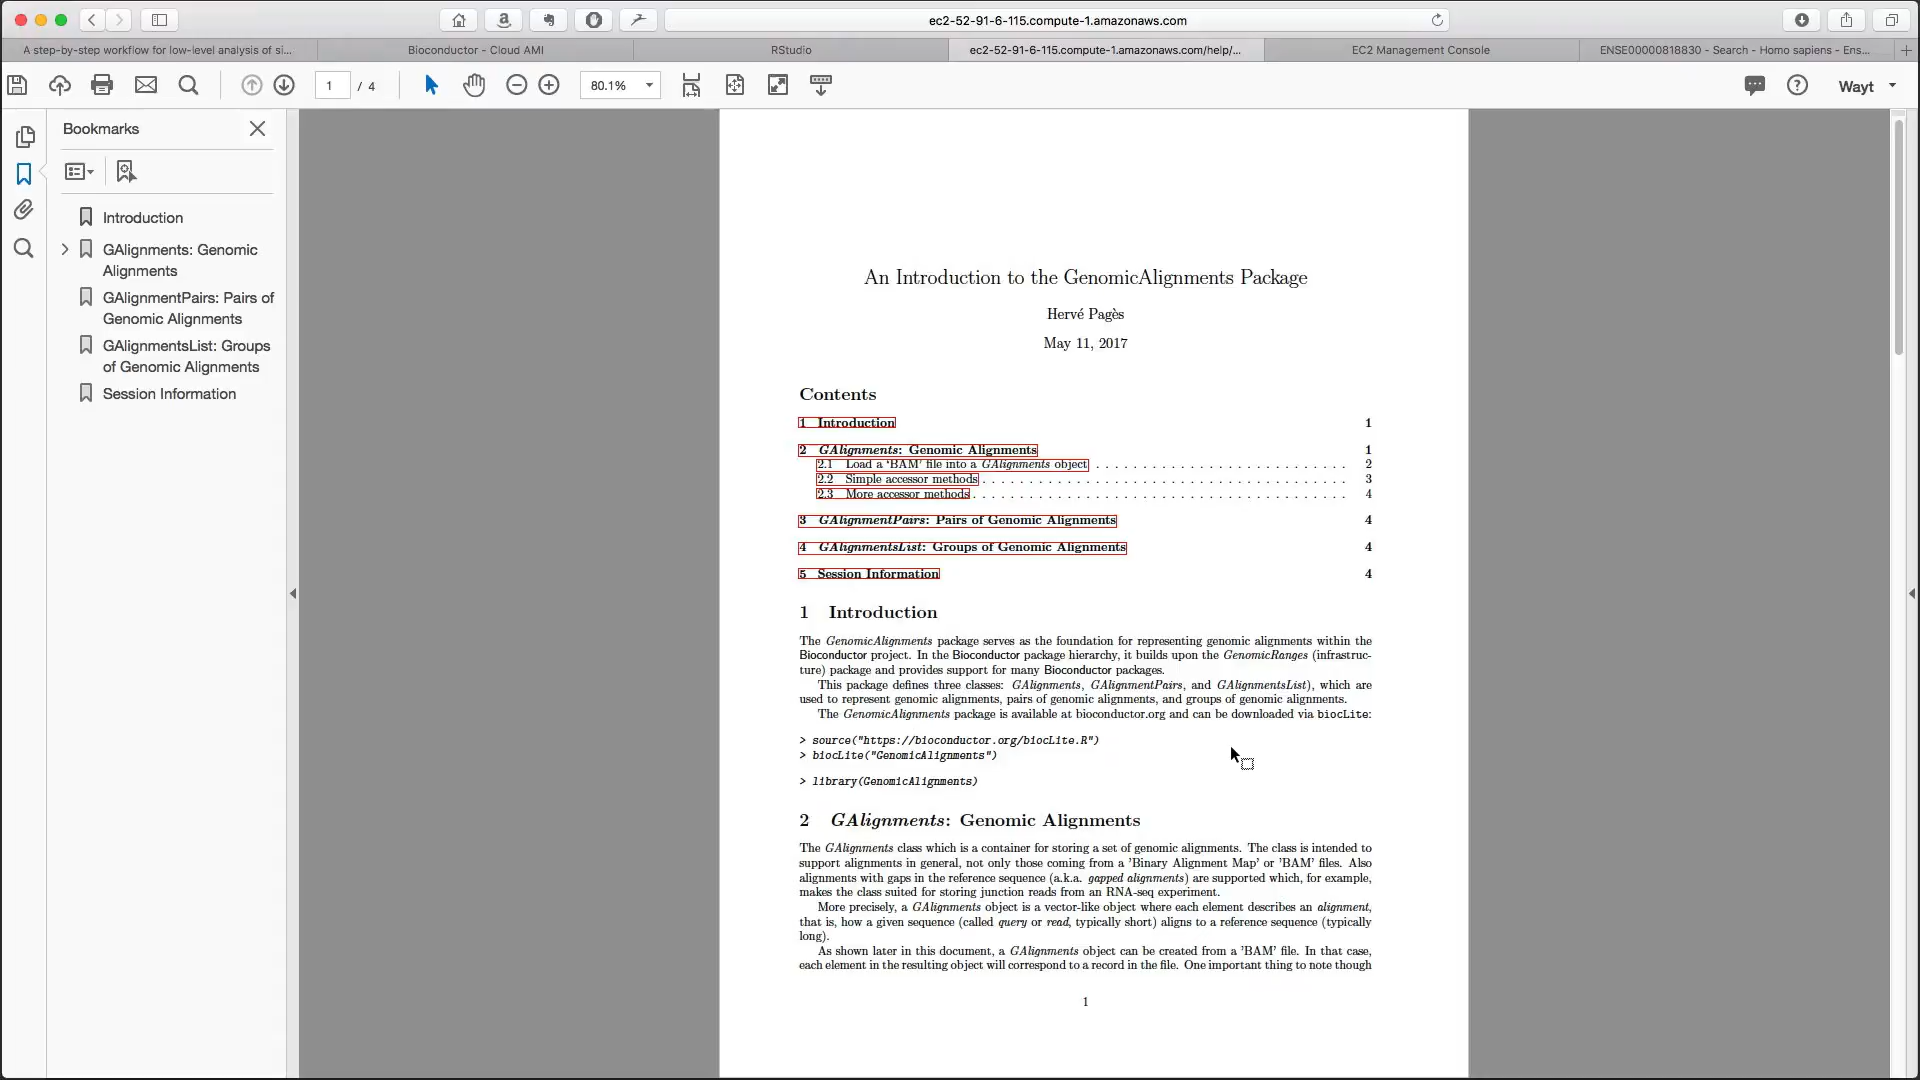 ec2-52-91-6-115.compute-1.amazonaws.com
A step-by-step workflow for low-level analysis of si...
Bioconductor - Cloud AMI
RStudio
ec2-52-91-6-115.compute-1.amazonaws.com/help/...
EC2 Management Console
ENSE00000818830 - Search - Homo sapiens - Ens...
1 / 4
80.1%
Wayt
Bookmarks
Introduction
GAlignments: Genomic
Alignments
GAlignmentPairs: Pairs of
Genomic Alignments
GAlignmentsList: Groups
of Genomic Alignments
Session Information
An Introduction to the GenomicAlignments Package
Hervé Pagès
May 11, 2017
Contents
1 Introduction 1
2 GAlignments: Genomic Alignments 1
2.1 Load a ‘BAM’ file into a GAlignments object . . . . . . . . . . . . . . . . . . . . . . . . . . . 2
2.2 Simple accessor methods . . . . . . . . . . . . . . . . . . . . . . . . . . . . . . . . . . . . . . . 3
2.3 More accessor methods . . . . . . . . . . . . . . . . . . . . . . . . . . . . . . . . . . . . . . . . 4
3 GAlignmentPairs: Pairs of Genomic Alignments 4
4 GAlignmentsList: Groups of Genomic Alignments 4
5 Session Information 4
1 Introduction
The GenomicAlignments package serves as the foundation for representing genomic alignments within the
Bioconductor project. In the Bioconductor package hierarchy, it builds upon the GenomicRanges (infrastruc-
ture) package and provides support for many Bioconductor packages.
This package defines three classes: GAlignments, GAlignmentPairs, and GAlignmentsList), which are
used to represent genomic alignments, pairs of genomic alignments, and groups of genomic alignments.
The GenomicAlignments package is available at bioconductor.org and can be downloaded via biocLite:
> source("https://bioconductor.org/biocLite.R")
> biocLite("GenomicAlignments")
> library(GenomicAlignments)
2 GAlignments: Genomic Alignments
The GAlignments class which is a container for storing a set of genomic alignments. The class is intended to
support alignments in general, not only those coming from a 'Binary Alignment Map' or 'BAM' files. Also
alignments with gaps in the reference sequence (a.k.a. gapped alignments) are supported which, for example,
makes the class suited for storing junction reads from an RNA-seq experiment.
More precisely, a GAlignments object is a vector-like object where each element describes an alignment,
that is, how a given sequence (called query or read, typically short) aligns to a reference sequence (typically
long).
As shown later in this document, a GAlignments object can be created from a 'BAM' file. In that case,
each element in the resulting object will correspond to a record in the file. One important thing to note though
1